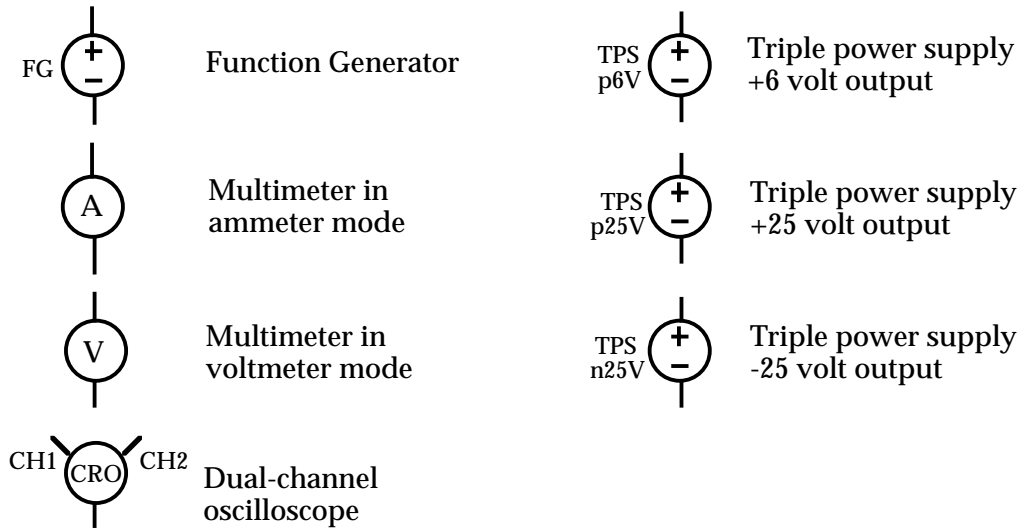 FG
+
−
Function Generator
A
Multimeter in
ammeter mode
V
Multimeter in
voltmeter mode
CH1
CRO
CH2
Dual-channel
oscilloscope
TPS
p6V
+
−
Triple power supply
+6 volt output
TPS
p25V
+
−
Triple power supply
+25 volt output
TPS
n25V
+
−
Triple power supply
-25 volt output